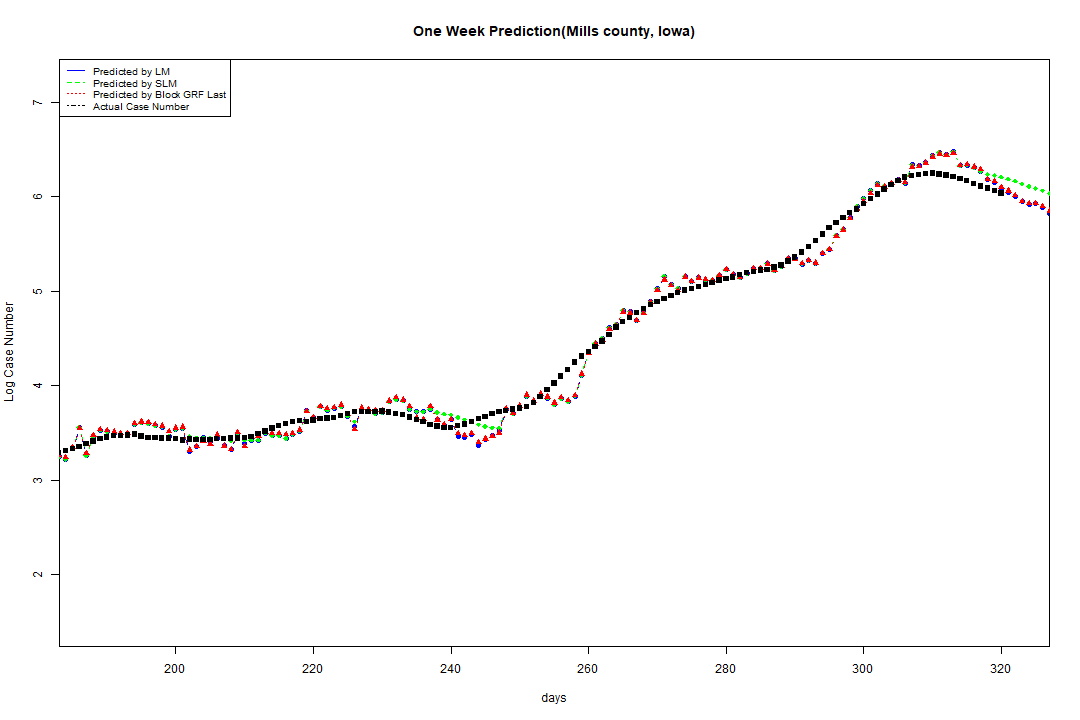 One Week Prediction(Mills county, Iowa)
Predicted by LM
Predicted by SLM
Predicted by Block GRF Last
Actual Case Number
7
6
5
4
3
2
Log Case Number
200 220 240 260 280 300 320
days